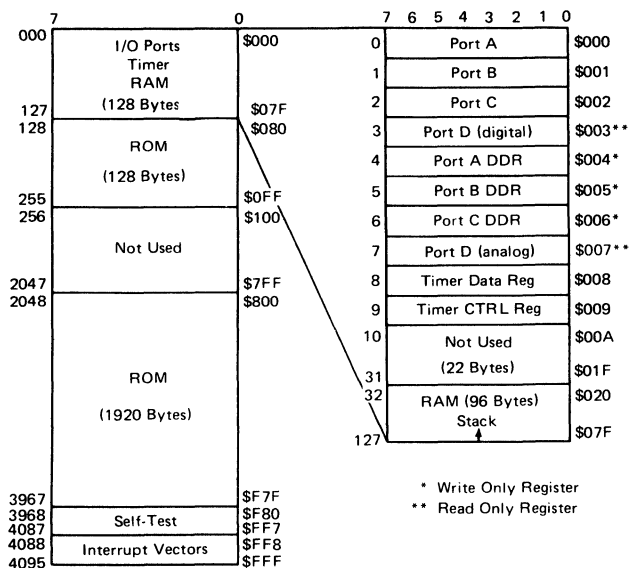 7 0
000 $000
I/O Ports
Timer
RAM
(128 Bytes
127 $07F
128 $080
ROM
(128 Bytes)
255 $0FF
256 $100
Not Used
2047 $7FF
2048 $800
ROM
(1920 Bytes)
3967 $F7F
3968 Self-Test $F80
4087 $FF7
4088 Interrupt Vectors $FF8
4095 $FFF
7 6 5 4 3 2 1 0
0 Port A $000
1 Port B $001
2 Port C $002
3 Port D (digital) $003**
4 Port A DDR $004*
5 Port B DDR $005*
6 Port C DDR $006*
7 Port D (analog) $007**
8 Timer Data Reg $008
9 Timer CTRL Reg $009
10 Not Used $00A
(22 Bytes)
31 $01F
32 RAM (96 Bytes) $020
Stack
127 $07F
* Write Only Register
** Read Only Register